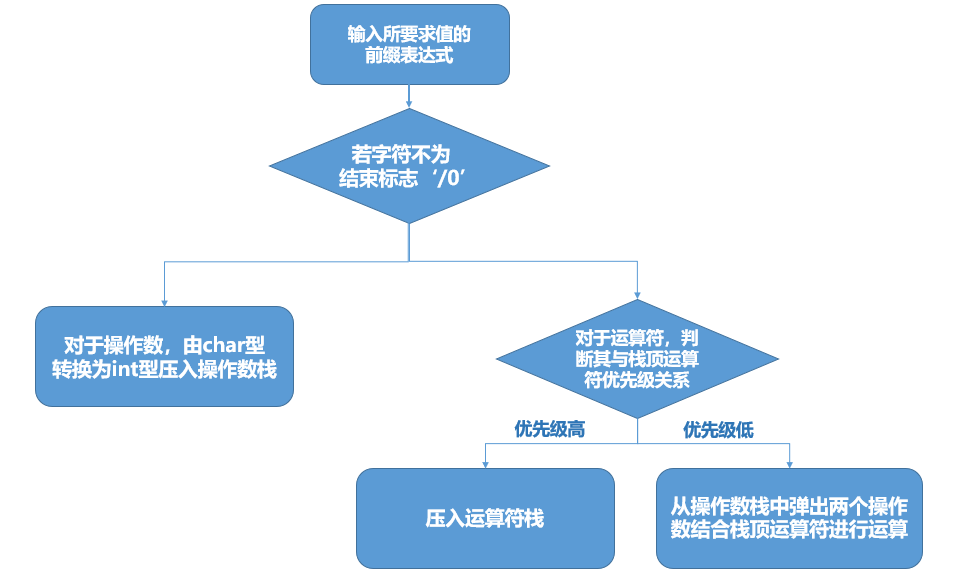 输入所要求值的
前缀表达式
若字符不为
结束标志‘/0’
对于操作数，由char型
转换为int型压入操作数栈
对于运算符，判
断其与栈顶运算
符优先级关系
优先级高
优先级低
压入运算符栈
从操作数栈中弹出两个操作
数结合栈顶运算符进行运算